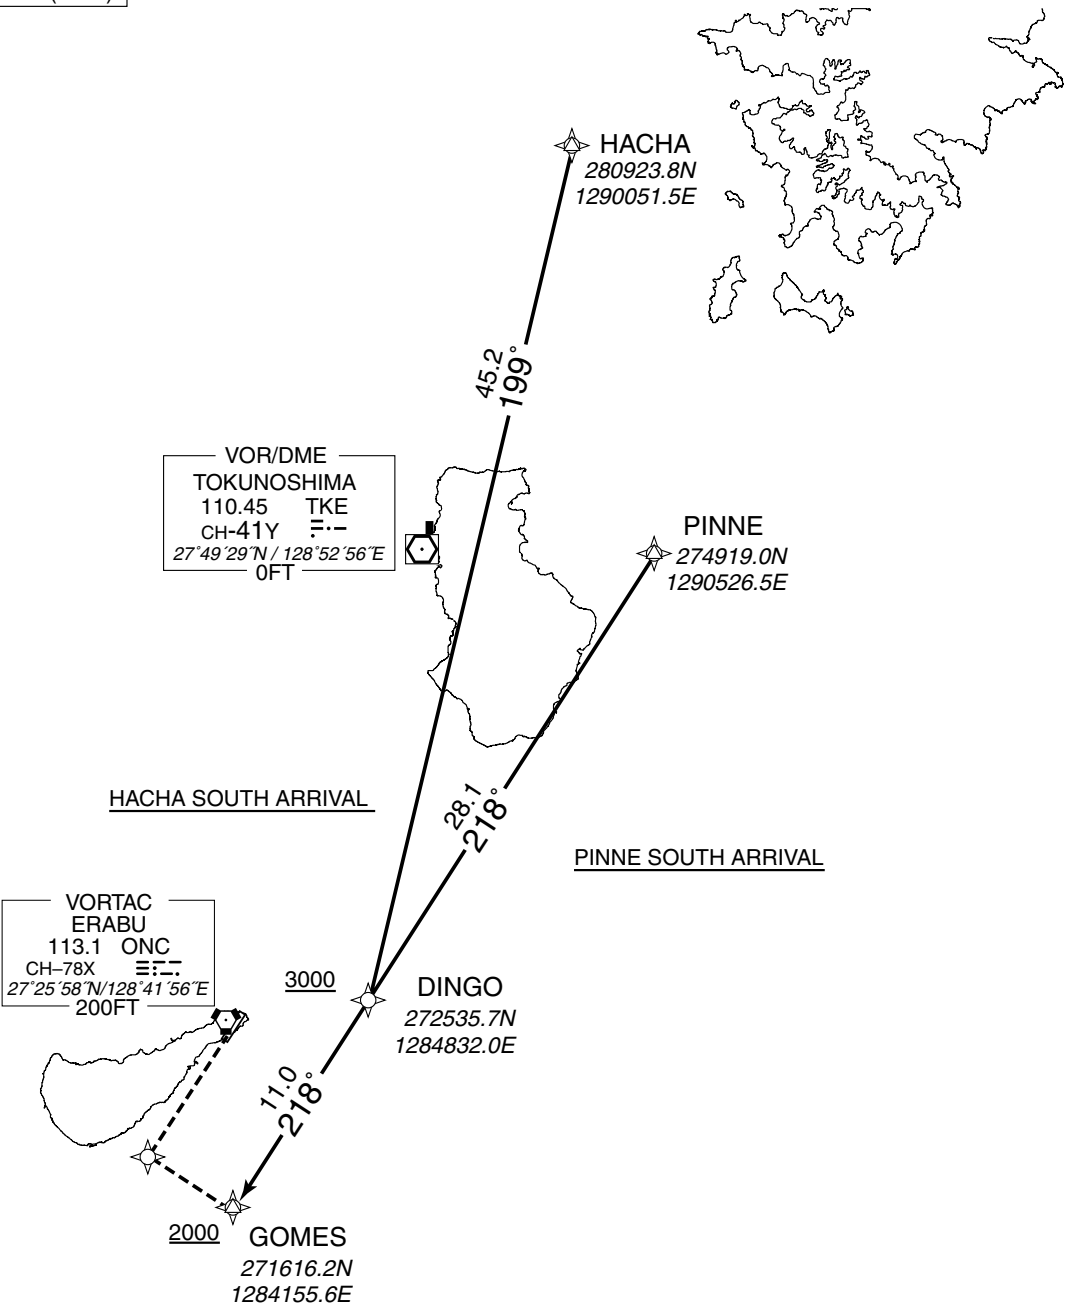 HACHA
280923.8N
1290051.5E
45.2
199°
VOR/DME
TOKUNOSHIMA
110.45 TKE
CH-41Y
27°49´29˝N / 128°52´56˝E
0FT
PINNE
274919.0N
1290526.5E
28.1
218°
HACHA SOUTH ARRIVAL
PINNE SOUTH ARRIVAL
VORTAC
ERABU
113.1 ONC
CH–78X
27°25´58˝N/128°41´56˝E
200FT
3000
DINGO
272535.7N
1284832.0E
11.0
218°
2000
GOMES
271616.2N
1284155.6E